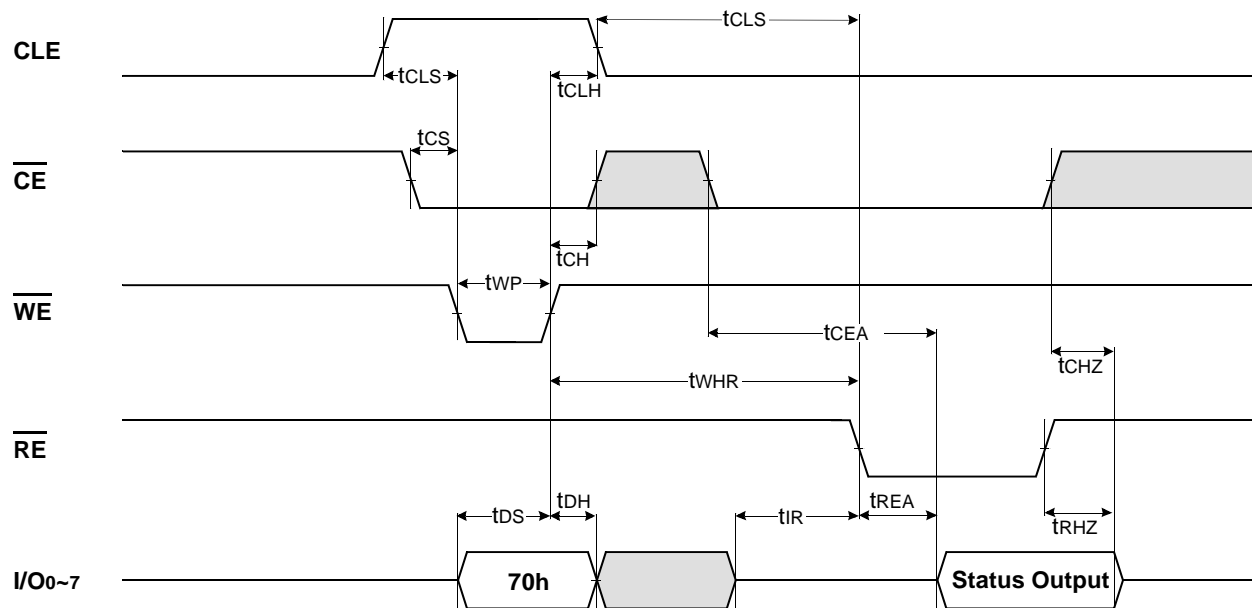 tCLS
CLE
tCLS
tCLH
tCS
CE
tCH
tWP
WE
tCEA
tCHZ
tWHR
RE
tDH
tREA
tDS
tIR
tRHZ
I/O0~7
70h
Status Output